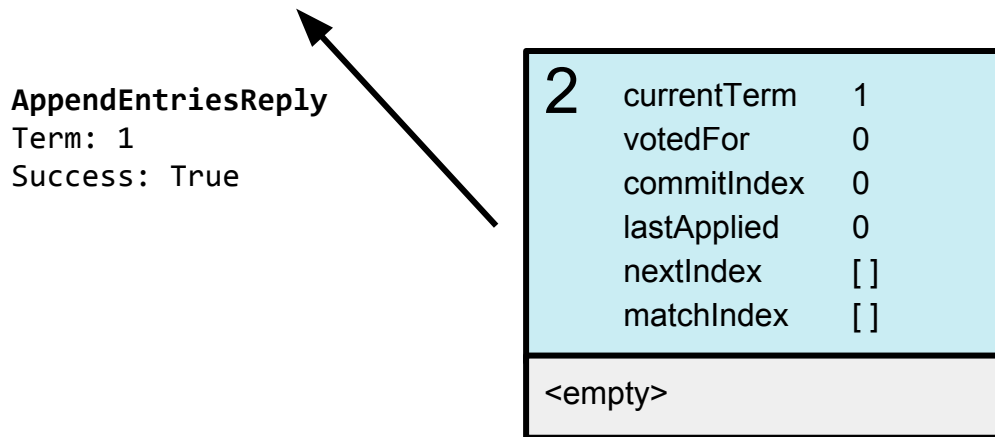 AppendEntriesReply
Term: 1
Success: True
2
currentTerm 1
votedFor 0
commitIndex 0
lastApplied 0
nextIndex [ ]
matchIndex [ ]
<empty>